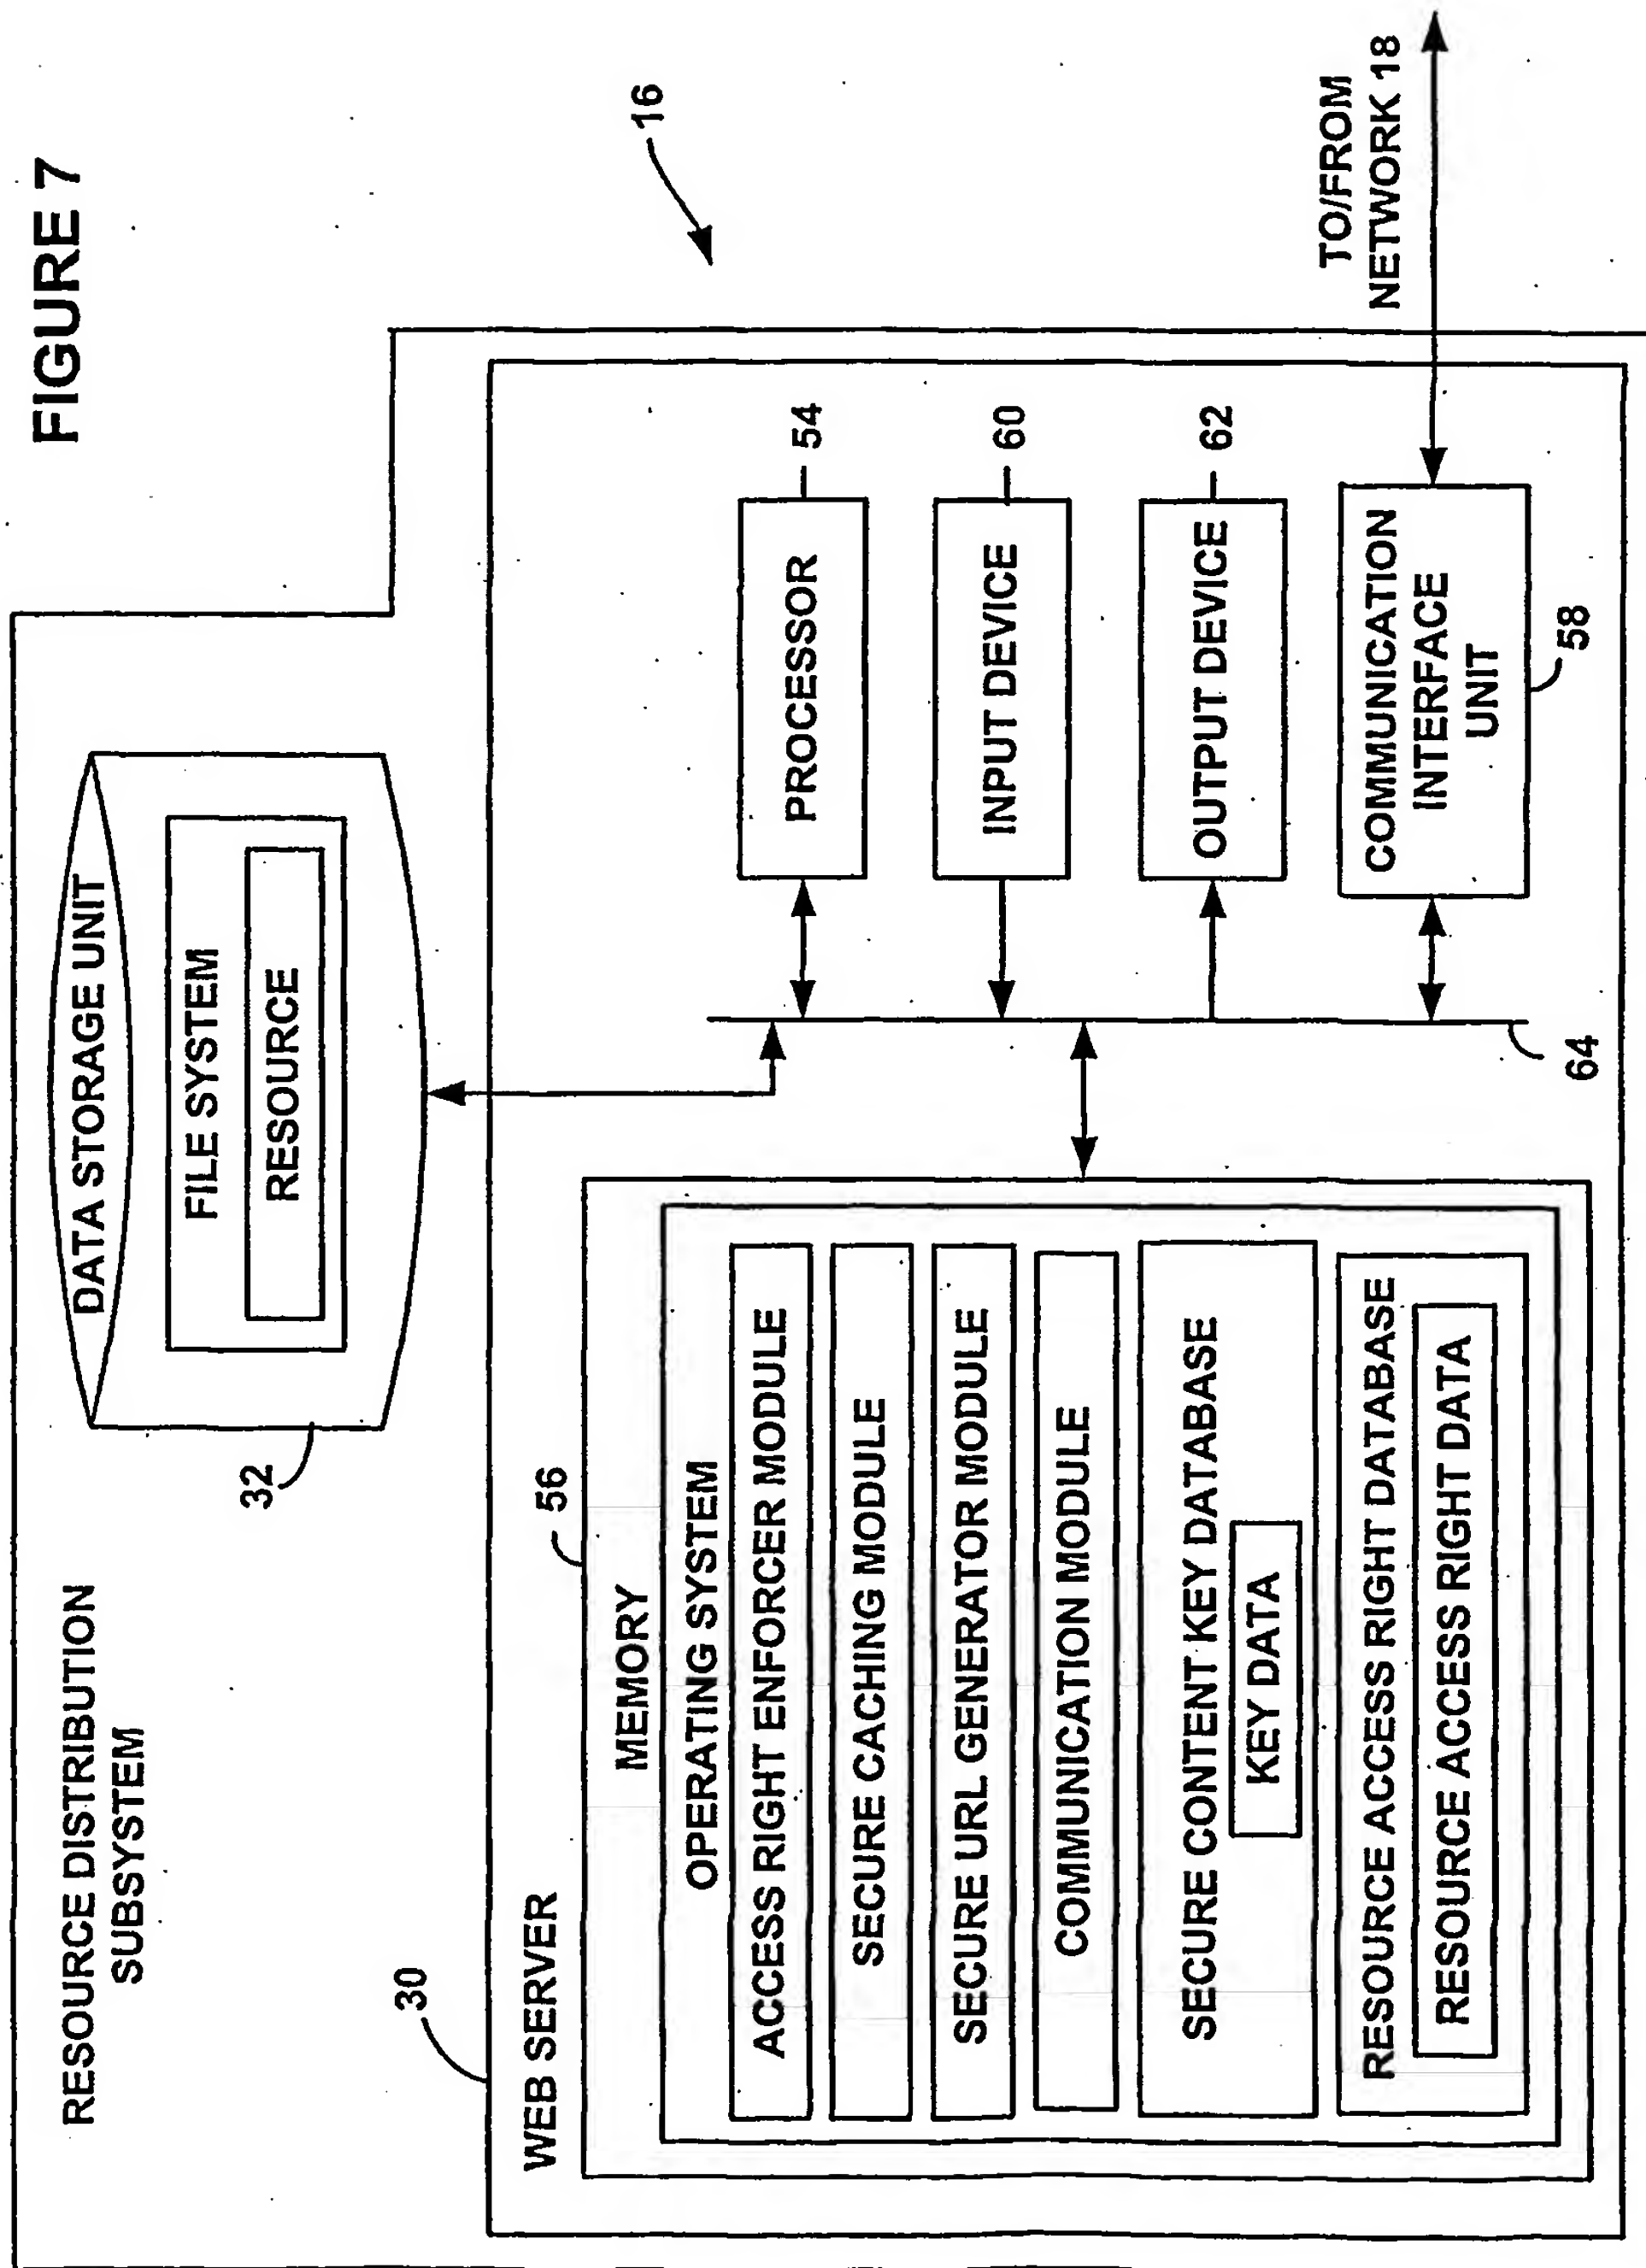 FIGURE 7
RESOURCE DISTRIBUTION
SUBSYSTEM
32
DATA STORAGE UNIT
FILE SYSTEM
RESOURCE
16
30
WEB SERVER
56
MEMORY
OPERATING SYSTEM
ACCESS RIGHT ENFORCER MODULE
SECURE CACHING MODULE
SECURE URL GENERATOR MODULE
COMMUNICATION MODULE
SECURE CONTENT KEY DATABASE
KEY DATA
RESOURCE ACCESS RIGHT DATABASE
RESOURCE ACCESS RIGHT DATA
64
PROCESSOR
54
INPUT DEVICE
60
OUTPUT DEVICE
62
COMMUNICATION
INTERFACE
UNIT
58
TO/FROM
NETWORK 18